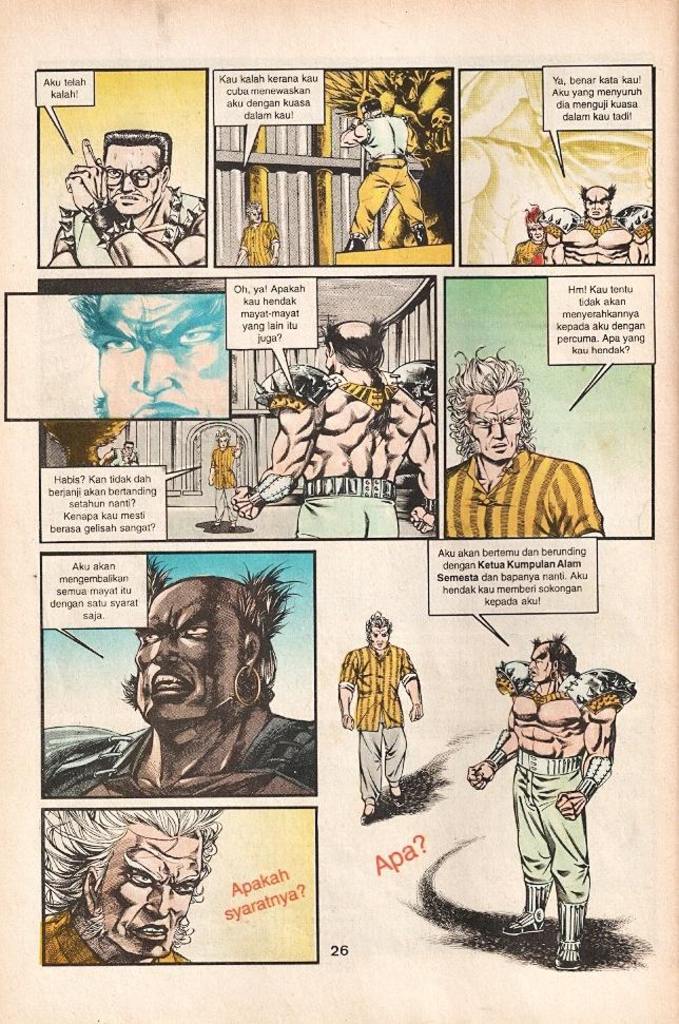 Aku telah
kalah!
Kau kalah kerana kau
cuba menewaskan
aku dengan kuasa
dalam kau!
Ya, benar kata kau!
Aku yang menyuruh
dia menguji kuasa
dalam kau tadi!
Oh, ya! Apakah
kau hendak
mayat-mayat
yang lain itu
juga?
Habis? Kan tidak dah
berjanji akan bertanding
setahun nanti?
Kenapa kau mesti
berasa gelisah sangat?
Hm! Kau tentu
tidak akan
menyerahkannya
kepada aku dengan
percuma. Apa yang
kau hendak?
Aku akan
mengembalikan
semua mayat itu
dengan satu syarat
saja.
Aku akan bertemu dan berunding
dengan Ketua Kumpulan Alam
Semesta dan bapanya nanti. Aku
hendak kau memberi sokongan
kepada aku!
Apakah
syaratnya?
Apa?
26